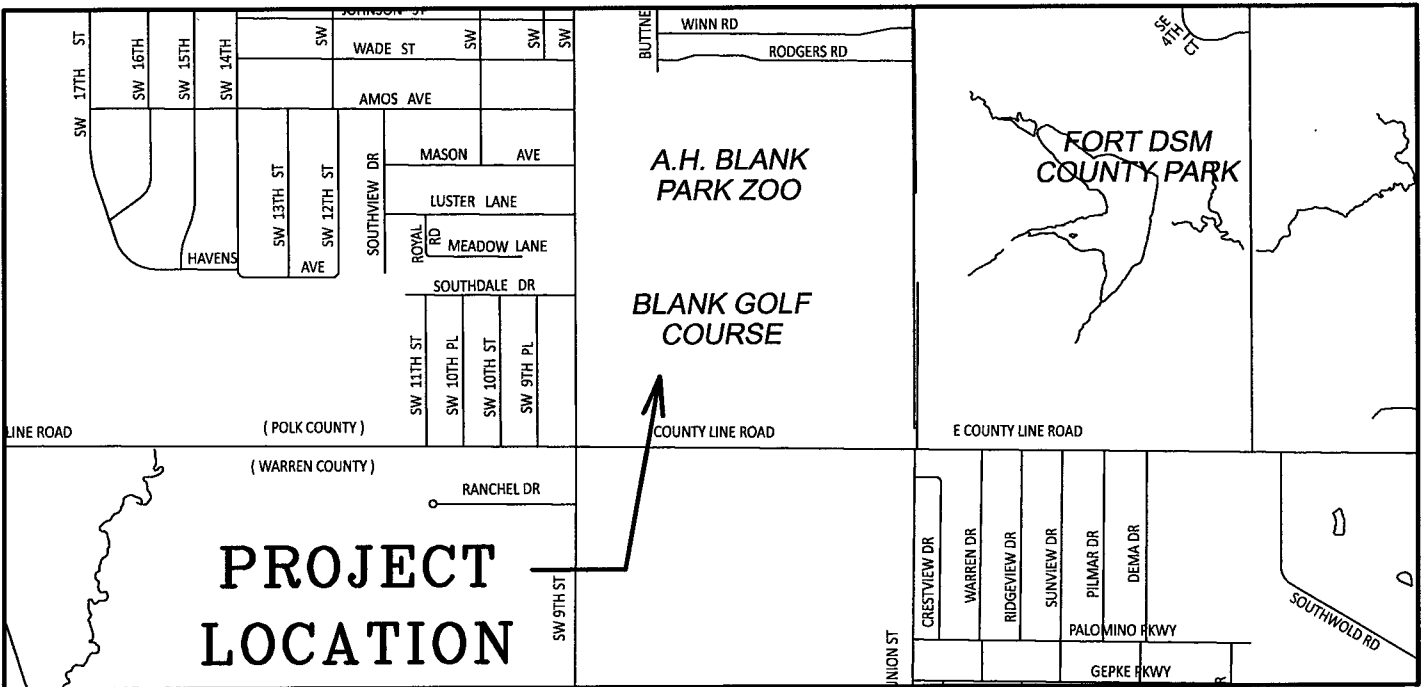 JOHNSON ST
SW 17TH ST
SW 16TH
SW 15TH
SW 14TH
SW
SW
SW
SW
WADE ST
AMOS AVE
BUTTNE
WINN RD
RODGERS RD
SE 4TH CT
SW 13TH ST
SW 12TH ST
SOUTHVIEW DR
MASON AVE
LUSTER LANE
ROYAL RD
MEADOW LANE
HAVENS AVE
SOUTHDALE DR
A.H. BLANK
PARK ZOO
FORT DSM
COUNTY PARK
BLANK GOLF
COURSE
SW 11TH ST
SW 10TH PL
SW 10TH ST
SW 9TH PL
LINE ROAD
( POLK COUNTY )
COUNTY LINE ROAD
E COUNTY LINE ROAD
( WARREN COUNTY )
RANCHEL DR
PROJECT
LOCATION
SW 9TH ST
UNION ST
CRESTVIEW DR
WARREN DR
RIDGEVIEW DR
SUNVIEW DR
PILMAR DR
DEMA DR
PALOMINO PKWY
GEPKE PKWY
SOUTHWOLD RD
R